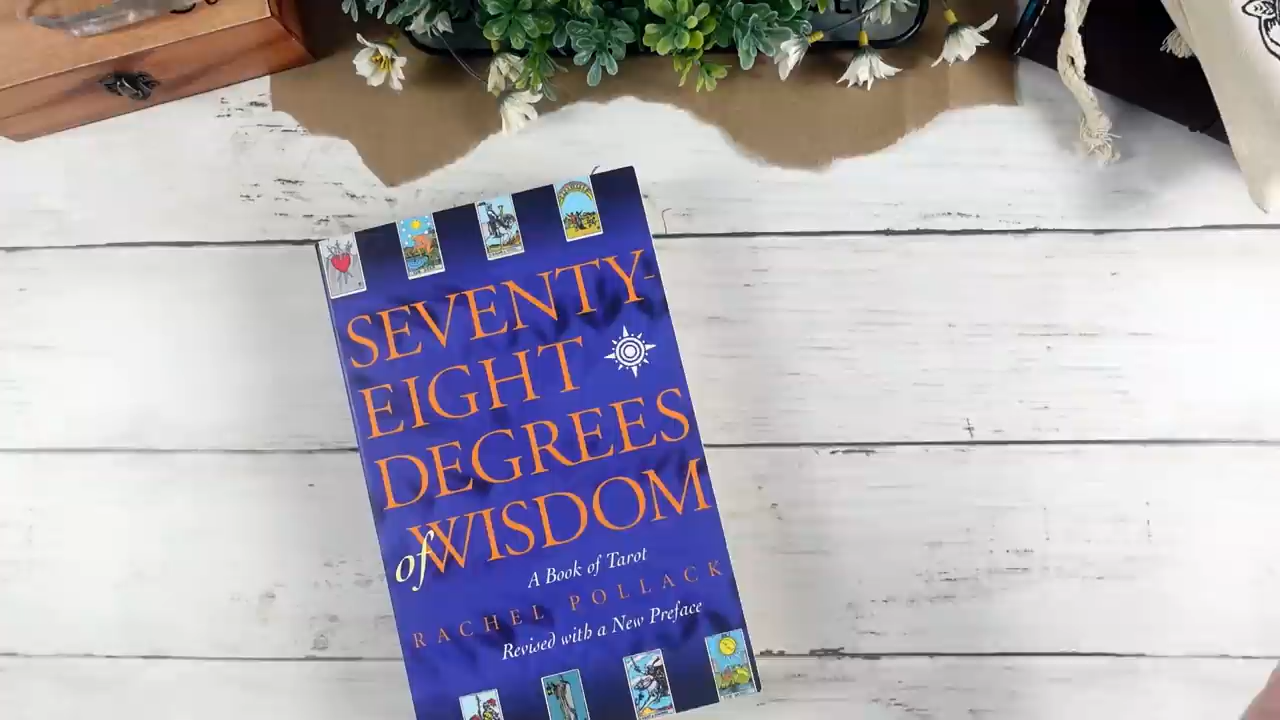 SEVENTY-
EIGHT
DEGREES
of WISDOM
A Book of Tarot
RACHEL POLLACK
Revised with a New Preface